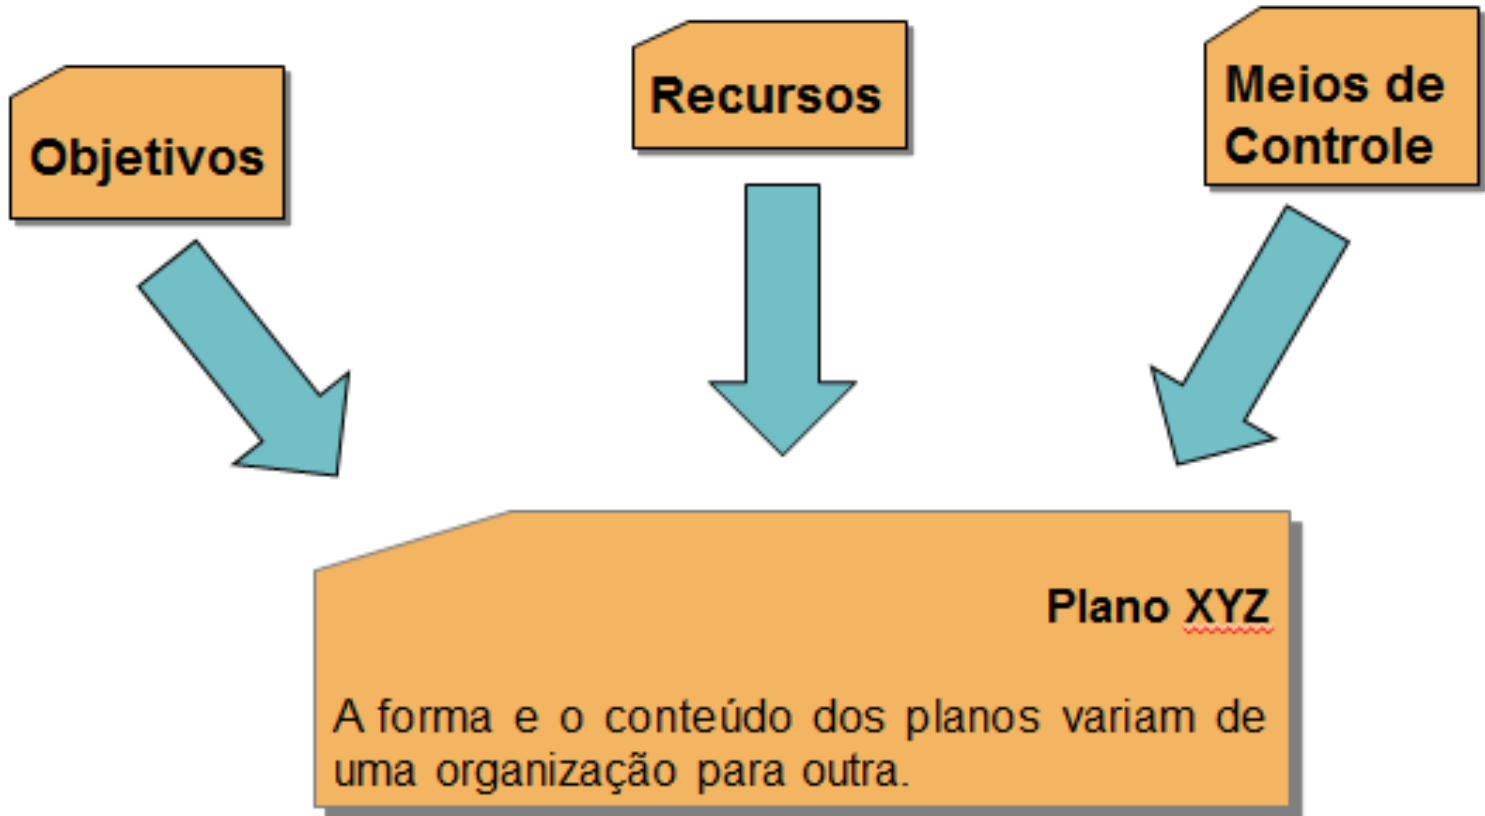 Objetivos
Recursos
Meios de
Controle
Plano XYZ
A forma e o conteúdo dos planos variam de
uma organização para outra.